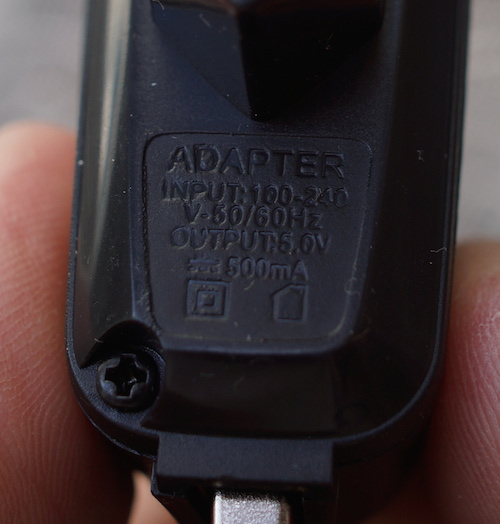 ADAPTER
INPUT:100-240
V-50/60Hz
OUTPUT:5.0V
⎓ 500mA